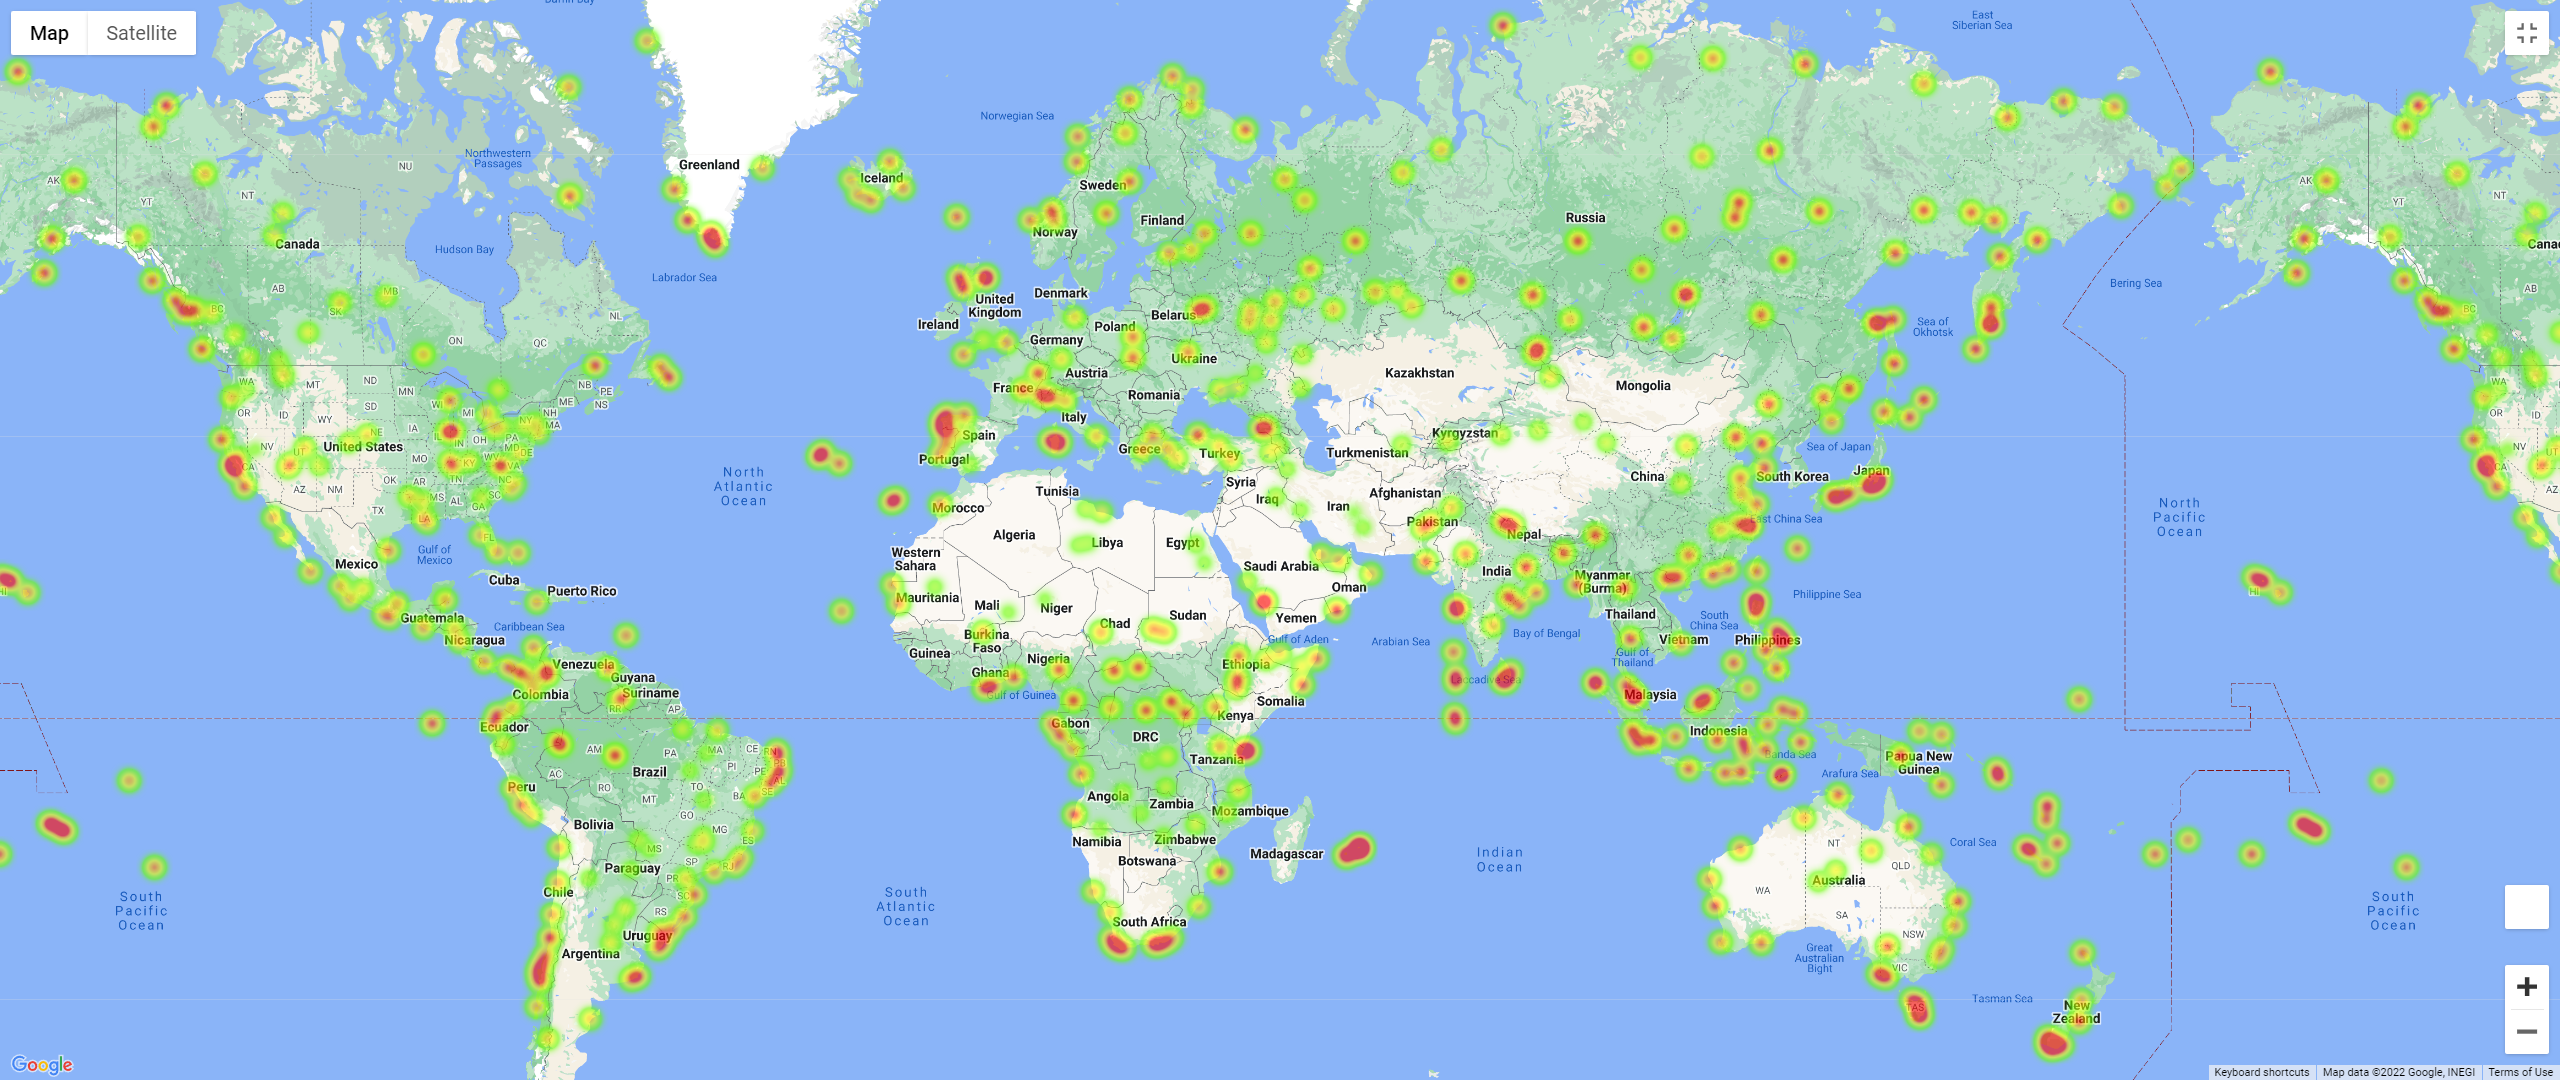 Map
Satellite
Baffin Bay
East
Siberian Sea
Norwegian Sea
Northwestern
Passages
Greenland
NU
Iceland
Sweden
AK
YT
NT
Finland
Russia
Norway
Canada
Hudson Bay
Labrador Sea
Bering Sea
AB
MB
SK
BC
NL
United
Kingdom
Denmark
Ireland
Belarus
Poland
Germany
Ukraine
Sea of
Okhotsk
ON
QC
Austria
France
Kazakhstan
Mongolia
WA
MT
ND
MN
NB
PE
NS
ME
Romania
OR
ID
WY
SD
WI
MI
NH
MA
NY
Italy
Spain
Greece
Turkey
Kyrgyzstan
Sea of Japan
NV
UT
United States
NE
IA
IL
IN
OH
PA
MD
DE
Portugal
Turkmenistan
CA
AZ
NM
OK
MO
KY
WV
VA
TN
NC
North
Atlantic
Ocean
Tunisia
Syria
Iraq
Iran
Afghanistan
China
South Korea
Japan
TX
AR
MS
AL
SC
GA
LA
FL
Morocco
Algeria
Libya
Egypt
Pakistan
Nepal
East China Sea
North
Pacific
Ocean
Gulf of
Mexico
Mexico
Cuba
Puerto Rico
Western
Sahara
Saudi Arabia
Oman
India
Myanmar
(Burma)
HI
Mauritania
Mali
Niger
Chad
Sudan
Yemen
Thailand
Philippine Sea
Guatemala
Nicaragua
Caribbean Sea
Burkina
Faso
Guinea
Nigeria
Ghana
Gulf of Guinea
Ethiopia
Gulf of Aden
Arabian Sea
Bay of Bengal
South
China Sea
Vietnam
Philippines
Gulf of
Thailand
Laccadive Sea
Venezuela
Guyana
Suriname
Colombia
RR
AP
Ecuador
Somalia
Malaysia
Gabon
Kenya
DRC
Indonesia
AM
PA
MA
CE
RN
PB
PE
AL
SE
PI
Tanzania
Banda Sea
Papua New
Guinea
Arafura Sea
Brazil
AC
RO
TO
BA
Peru
MT
GO
MG
ES
Angola
Zambia
Mozambique
Bolivia
Namibia
Zimbabwe
Botswana
Madagascar
Indian
Ocean
Coral Sea
NT
QLD
Australia
WA
SA
MS
SP
RJ
Paraguay
PR
SC
Chile
RS
South
Pacific
Ocean
South
Atlantic
Ocean
South Africa
Uruguay
Argentina
NSW
VIC
Great
Australian
Bight
TAS
Tasman Sea
New
Zealand
South
Pacific
Ocean
AK
YT
NT
Canad
AB
BC
WA
OR
ID
NV
UT
CA
AZ
HI
Google
Keyboard shortcuts
Map data ©2022 Google, INEGI
Terms of Use